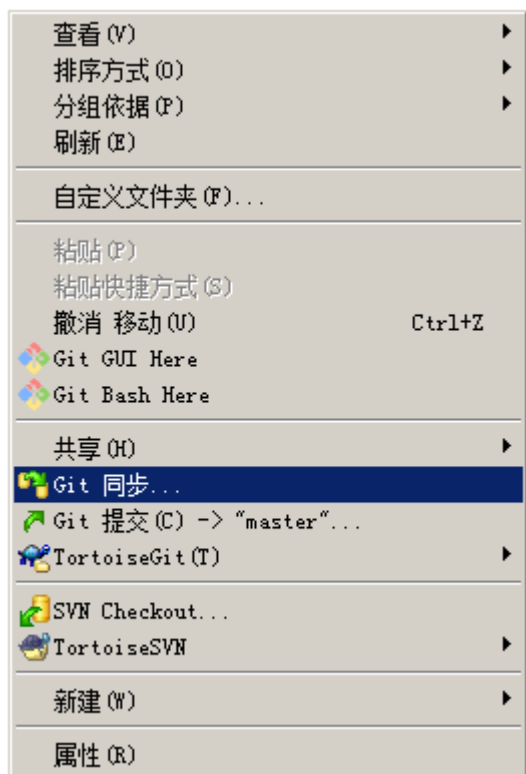 查看(V)
排序方式(O)
分组依据(P)
刷新(E)
自定义文件夹(F)...
粘贴(P)
粘贴快捷方式(S)
撤消 移动(U) Ctrl+Z
Git GUI Here
Git Bash Here
共享(H)
Git 同步...
Git 提交(C) -> "master"...
TortoiseGit(T)
SVN Checkout...
TortoiseSVN
新建(W)
属性(R)